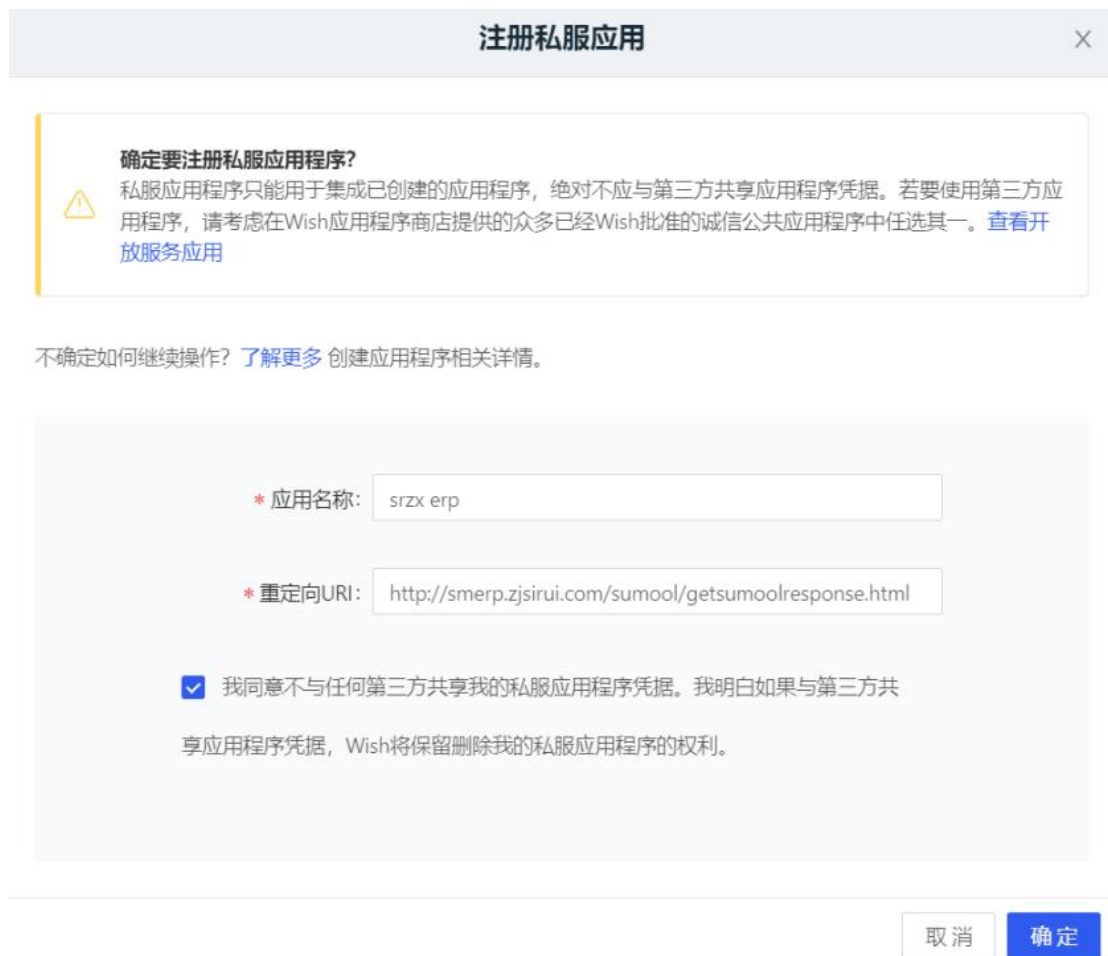 注册私服应用
确定要注册私服应用程序?
私服应用程序只能用于集成已创建的应用程序，绝对不应与第三方共享应用程序凭据。若要使用第三方应
用程序，请考虑在Wish应用程序商店提供的众多已经Wish批准的诚信公共应用程序中任选其一。查看开
放服务应用
不确定如何继续操作？了解更多 创建应用程序相关详情。
* 应用名称: srzx erp
* 重定向URI: http://smerp.zjsirui.com/sumool/getsumoolresponse.html
我同意不与任何第三方共享我的私服应用程序凭据。我明白如果与第三方共
享应用程序凭据，Wish将保留删除我的私服应用程序的权利。
取消 确定